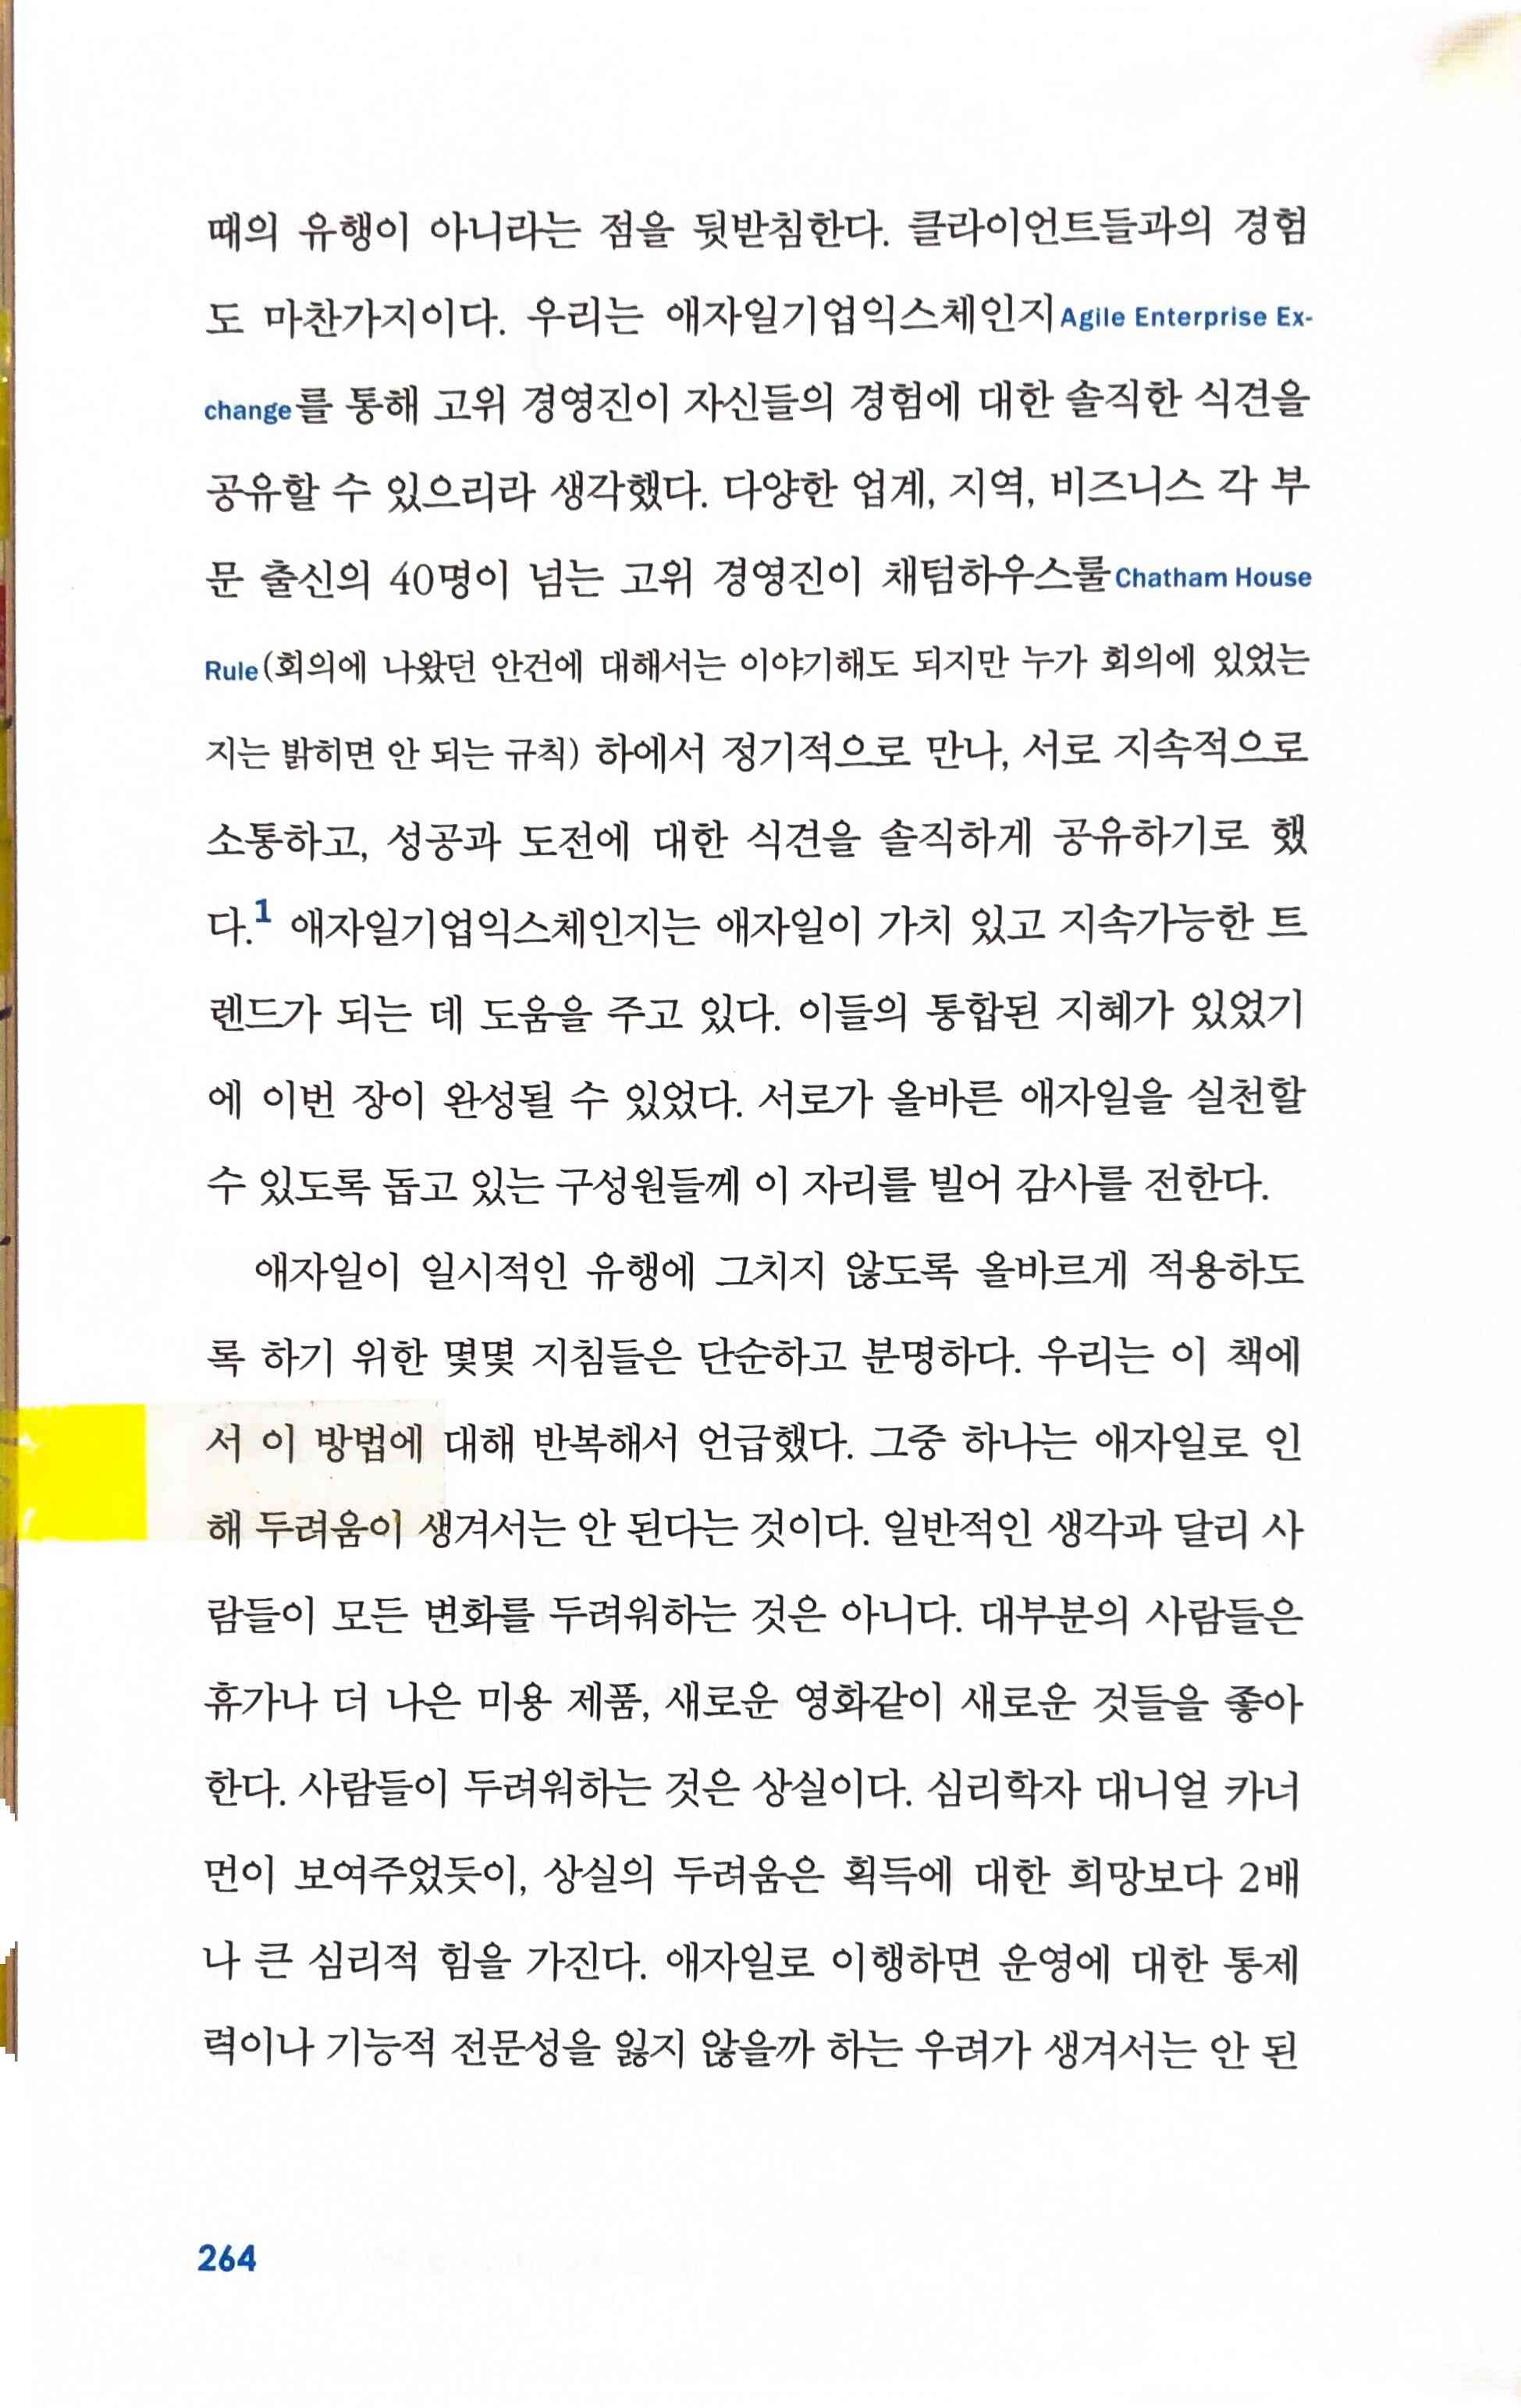 때의 유행이 아니라는 점을 뒷받침한다. 클라이언트들과의 경험
도 마찬가지이다. 우리는 애자일기업익스체인지Agile Enterprise Ex-
change를 통해 고위 경영진이 자신들의 경험에 대한 솔직한 식견을
공유할 수 있으리라 생각했다. 다양한 업계, 지역, 비즈니스 각 부
문 출신의 40명이 넘는 고위 경영진이 채텀하우스룰Chatham House
Rule(회의에 나왔던 안건에 대해서는 이야기해도 되지만 누가 회의에 있었는
지는 밝히면 안 되는 규칙) 하에서 정기적으로 만나, 서로 지속적으로
소통하고, 성공과 도전에 대한 식견을 솔직하게 공유하기로 했
다.1 애자일기업익스체인지는 애자일이 가치 있고 지속가능한 트
렌드가 되는 데 도움을 주고 있다. 이들의 통합된 지혜가 있었기
에 이번 장이 완성될 수 있었다. 서로가 올바른 애자일을 실천할
수 있도록 돕고 있는 구성원들께 이 자리를 빌어 감사를 전한다.
애자일이 일시적인 유행에 그치지 않도록 올바르게 적용하도
록 하기 위한 몇몇 지침들은 단순하고 분명하다. 우리는 이 책에
서 이 방법에 대해 반복해서 언급했다. 그중 하나는 애자일로 인
해 두려움이 생겨서는 안 된다는 것이다. 일반적인 생각과 달리 사
람들이 모든 변화를 두려워하는 것은 아니다. 대부분의 사람들은
휴가나 더 나은 미용 제품, 새로운 영화같이 새로운 것들을 좋아
한다. 사람들이 두려워하는 것은 상실이다. 심리학자 대니얼 카너
먼이 보여주었듯이, 상실의 두려움은 획득에 대한 희망보다 2배
나 큰 심리적 힘을 가진다. 애자일로 이행하면 운영에 대한 통제
력이나 기능적 전문성을 잃지 않을까 하는 우려가 생겨서는 안 된
264